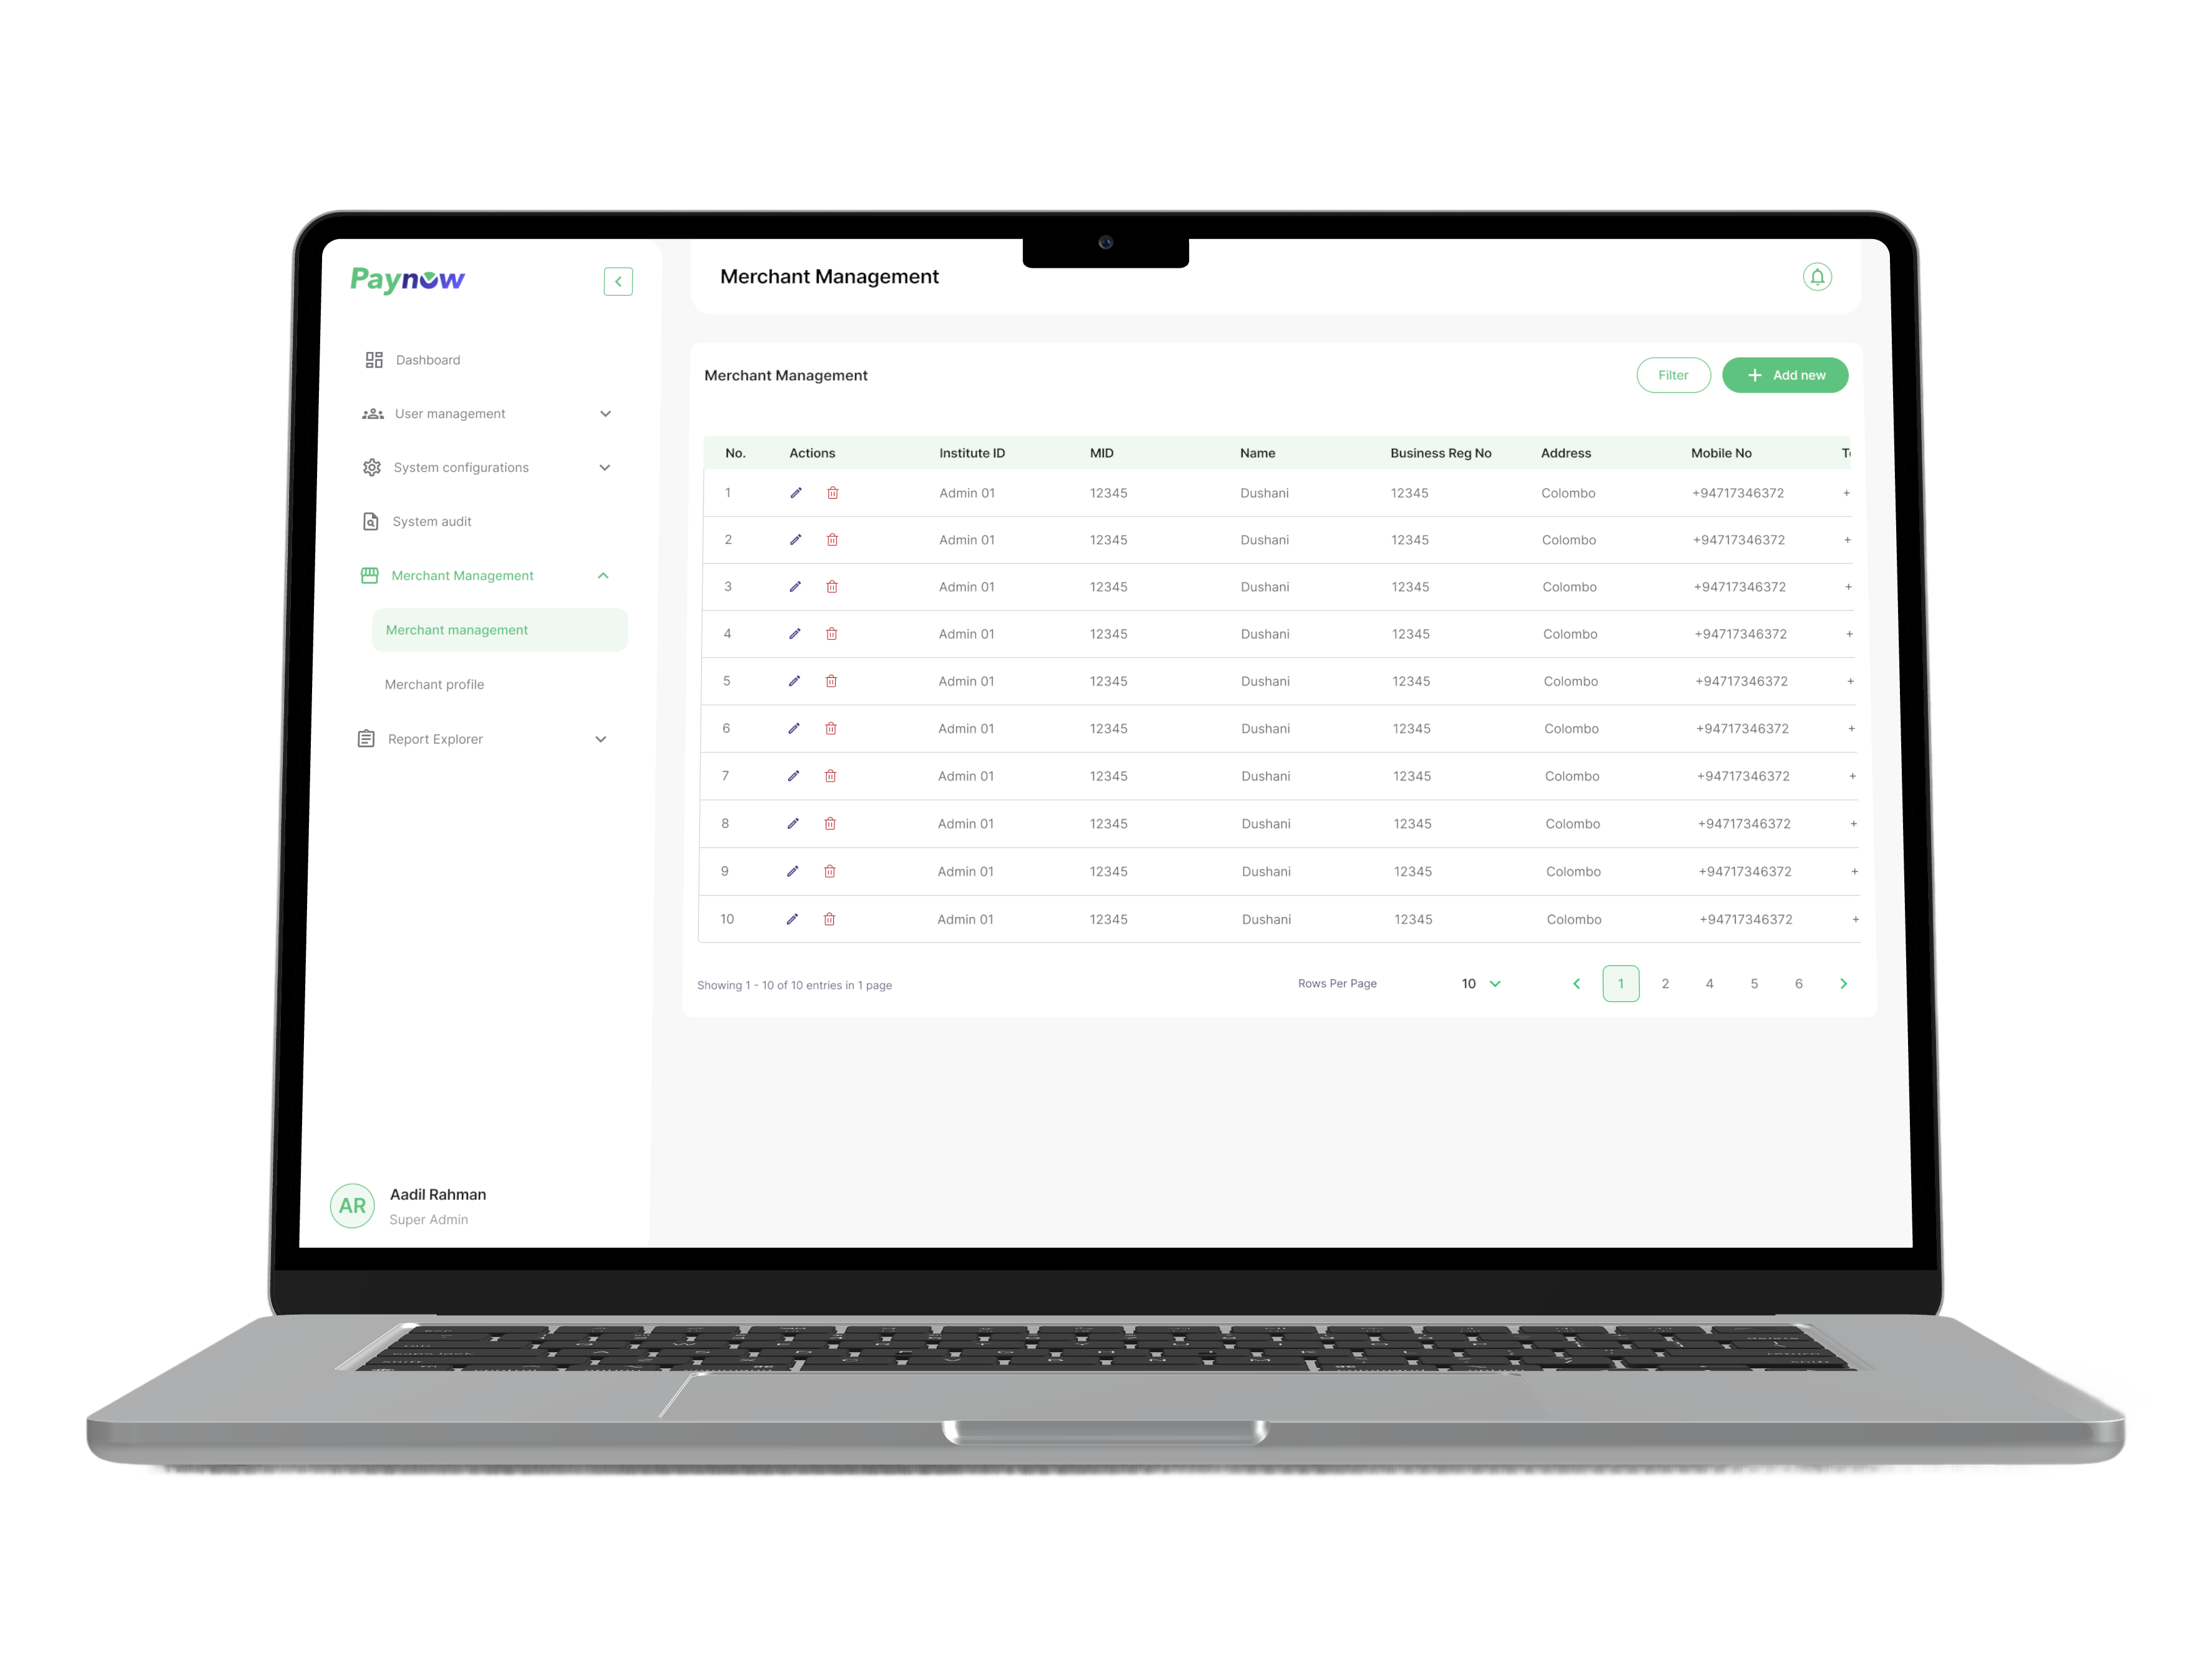 Paynow
Merchant Management
Dashboard
User management
System configurations
System audit
Merchant Management
Merchant management
Merchant profile
Report Explorer
Aadil Rahman
AR
Super Admin
Merchant Management
Filter
+ Add new
No. Actions Institute ID MID Name Business Reg No Address Mobile No
1 Admin 01 12345 Dushani 12345 Colombo +94717346372 +
2 Admin 01 12345 Dushani 12345 Colombo +94717346372 +
3 Admin 01 12345 Dushani 12345 Colombo +94717346372 +
4 Admin 01 12345 Dushani 12345 Colombo +94717346372 +
5 Admin 01 12345 Dushani 12345 Colombo +94717346372 +
6 Admin 01 12345 Dushani 12345 Colombo +94717346372 +
7 Admin 01 12345 Dushani 12345 Colombo +94717346372 +
8 Admin 01 12345 Dushani 12345 Colombo +94717346372 +
9 Admin 01 12345 Dushani 12345 Colombo +94717346372 +
10 Admin 01 12345 Dushani 12345 Colombo +94717346372 +
Showing 1 - 10 of 10 entries in 1 page
Rows Per Page 10 1 2 4 5 6